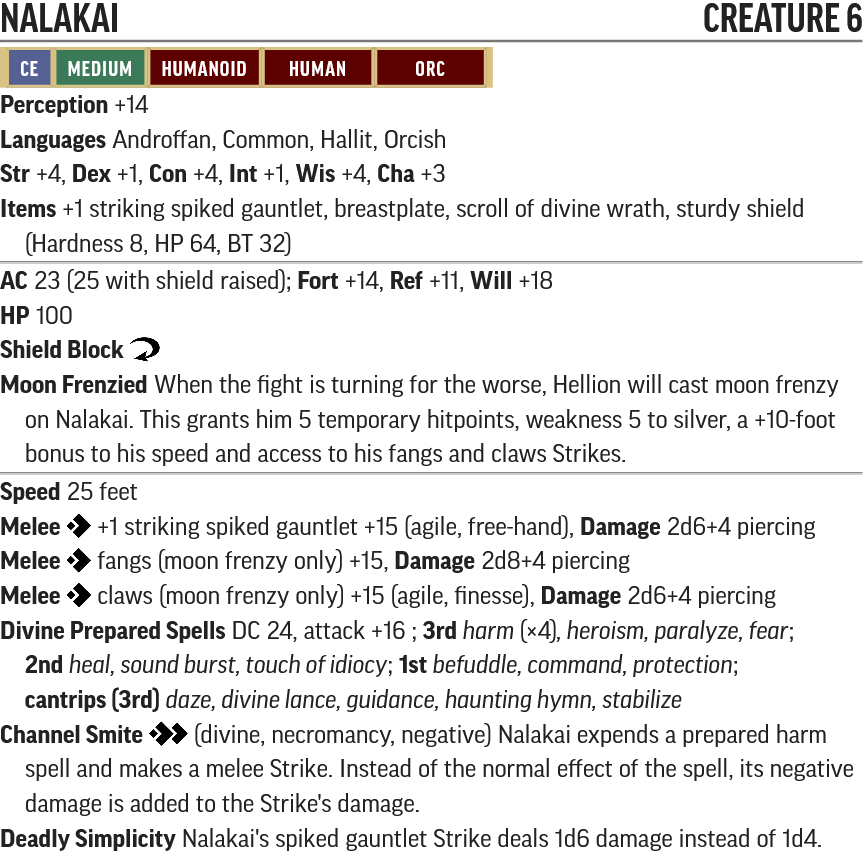 NALAKAI CREATURE 6
CE MEDIUM HUMANOID HUMAN ORC
Perception +14
Languages Androffan, Common, Hallit, Orcish
Str +4, Dex +1, Con +4, Int +1, Wis +4, Cha +3
Items +1 striking spiked gauntlet, breastplate, scroll of divine wrath, sturdy shield
(Hardness 8, HP 64, BT 32)
AC 23 (25 with shield raised); Fort +14, Ref +11, Will +18
HP 100
Shield Block
Moon Frenzied When the fight is turning for the worse, Hellion will cast moon frenzy
on Nalakai. This grants him 5 temporary hitpoints, weakness 5 to silver, a +10-foot
bonus to his speed and access to his fangs and claws Strikes.
Speed 25 feet
Melee +1 striking spiked gauntlet +15 (agile, free-hand), Damage 2d6+4 piercing
Melee fangs (moon frenzy only) +15, Damage 2d8+4 piercing
Melee claws (moon frenzy only) +15 (agile, finesse), Damage 2d6+4 piercing
Divine Prepared Spells DC 24, attack +16 ; 3rd harm (×4), heroism, paralyze, fear;
2nd heal, sound burst, touch of idiocy; 1st befuddle, command, protection;
cantrips (3rd) daze, divine lance, guidance, haunting hymn, stabilize
Channel Smite (divine, necromancy, negative) Nalakai expends a prepared harm
spell and makes a melee Strike. Instead of the normal effect of the spell, its negative
damage is added to the Strike's damage.
Deadly Simplicity Nalakai's spiked gauntlet Strike deals 1d6 damage instead of 1d4.